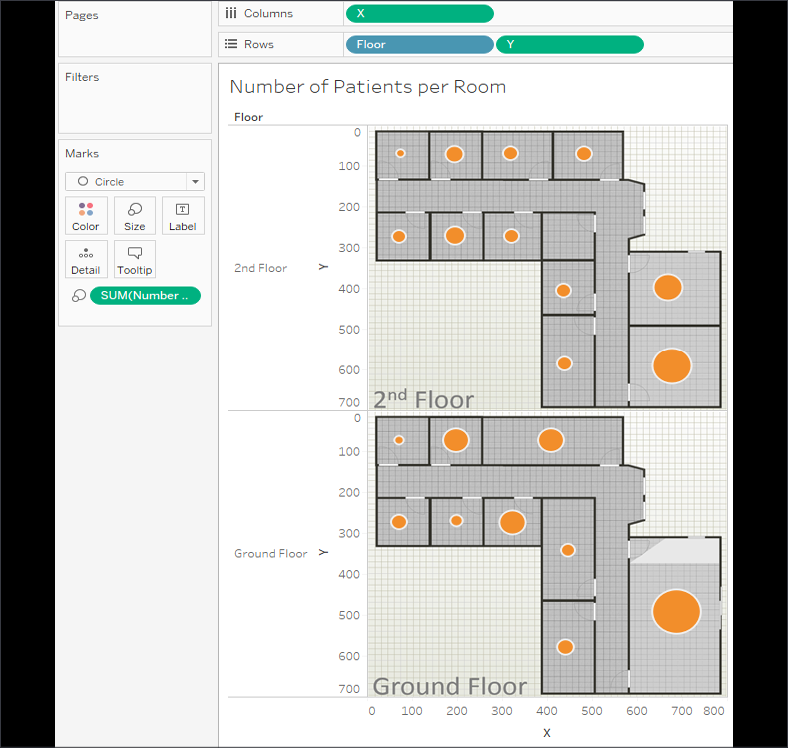 Pages
Columns
X
Rows
Floor
Y
Filters
Marks
Circle
Color
Size
Label
Detail
Tooltip
SUM(Number ..
Number of Patients per Room
Floor
2nd Floor
Y
0
100
200
300
400
500
600
700
2nd Floor
Ground Floor
Y
0
100
200
300
400
500
600
700
Ground Floor
0 100 200 300 400 500 600 700 800
X